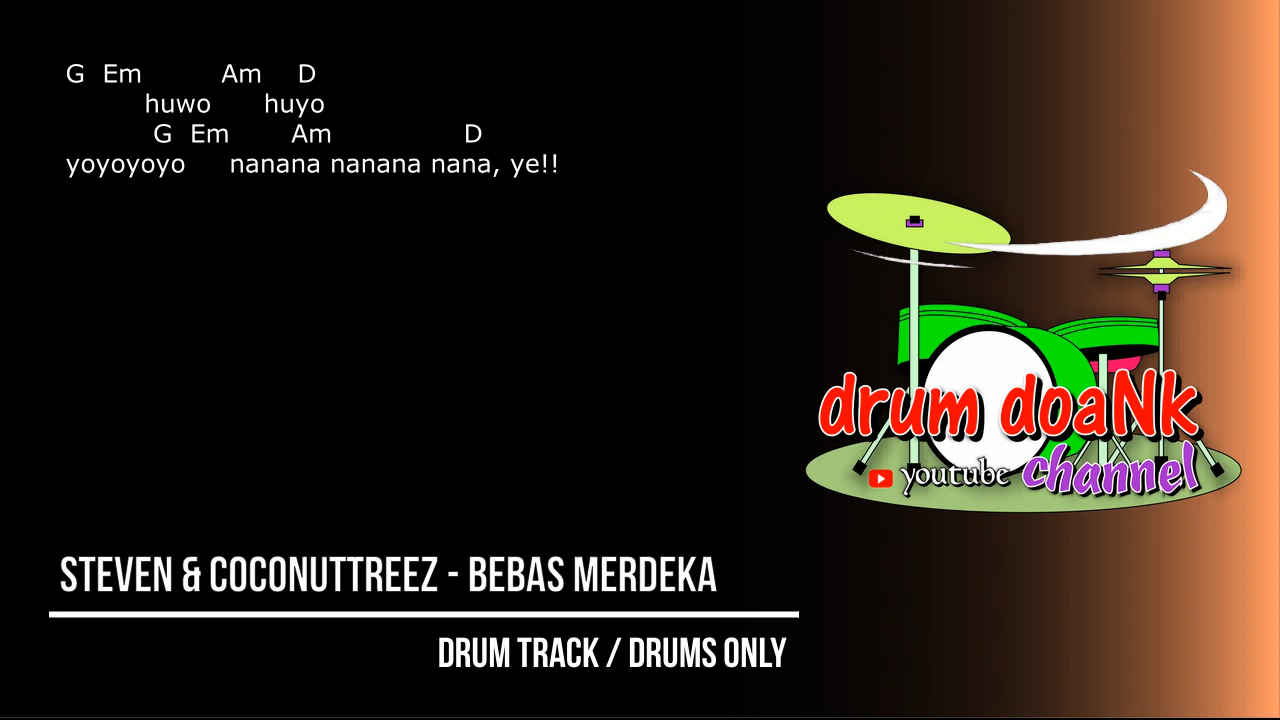 G  Em          Am     D
huwo      huyo
G  Em        Am                 D
yoyoyoyo     nanana nanana nana, ye!!
drum doaNk
youtube channel
STEVEN & COCONUTTREEZ - BEBAS MERDEKA
DRUM TRACK / DRUMS ONLY